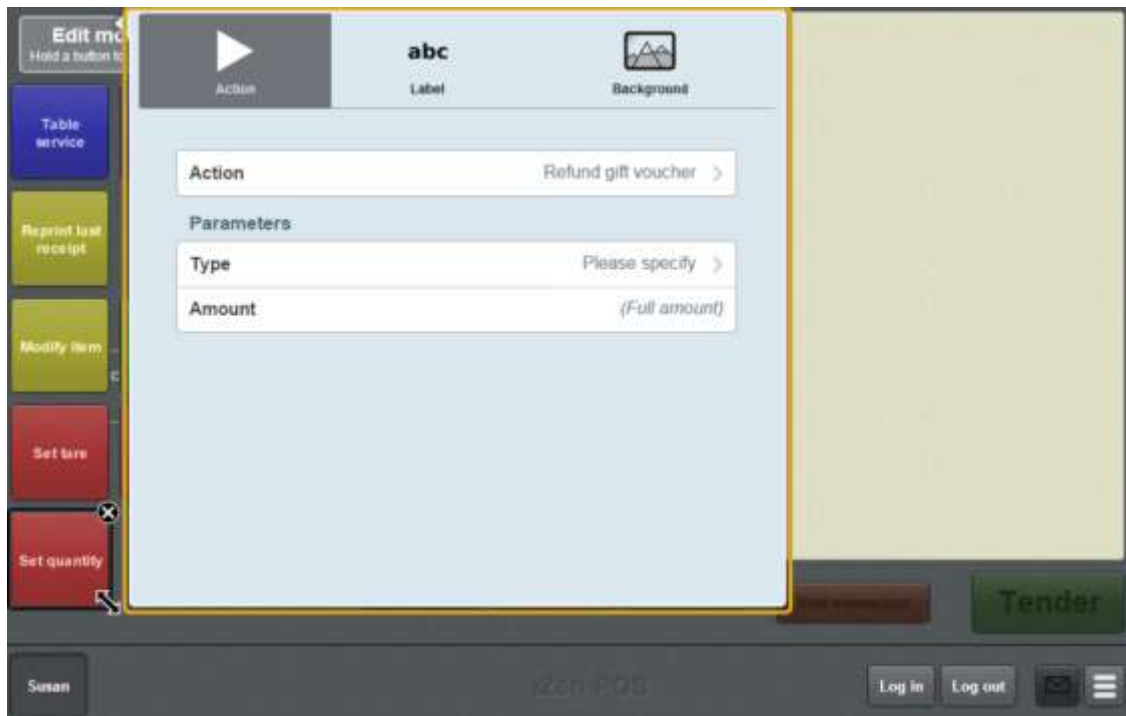 Edit mo
Hold a button to
abc
Action
Label
Background
Table
service
Action
Refund gift voucher
Reprint last
receipt
Parameters
Type
Please specify
Amount
(Full amount)
Modify item
Set tare
Set quantity
Tender
Susan
Log in
Log out